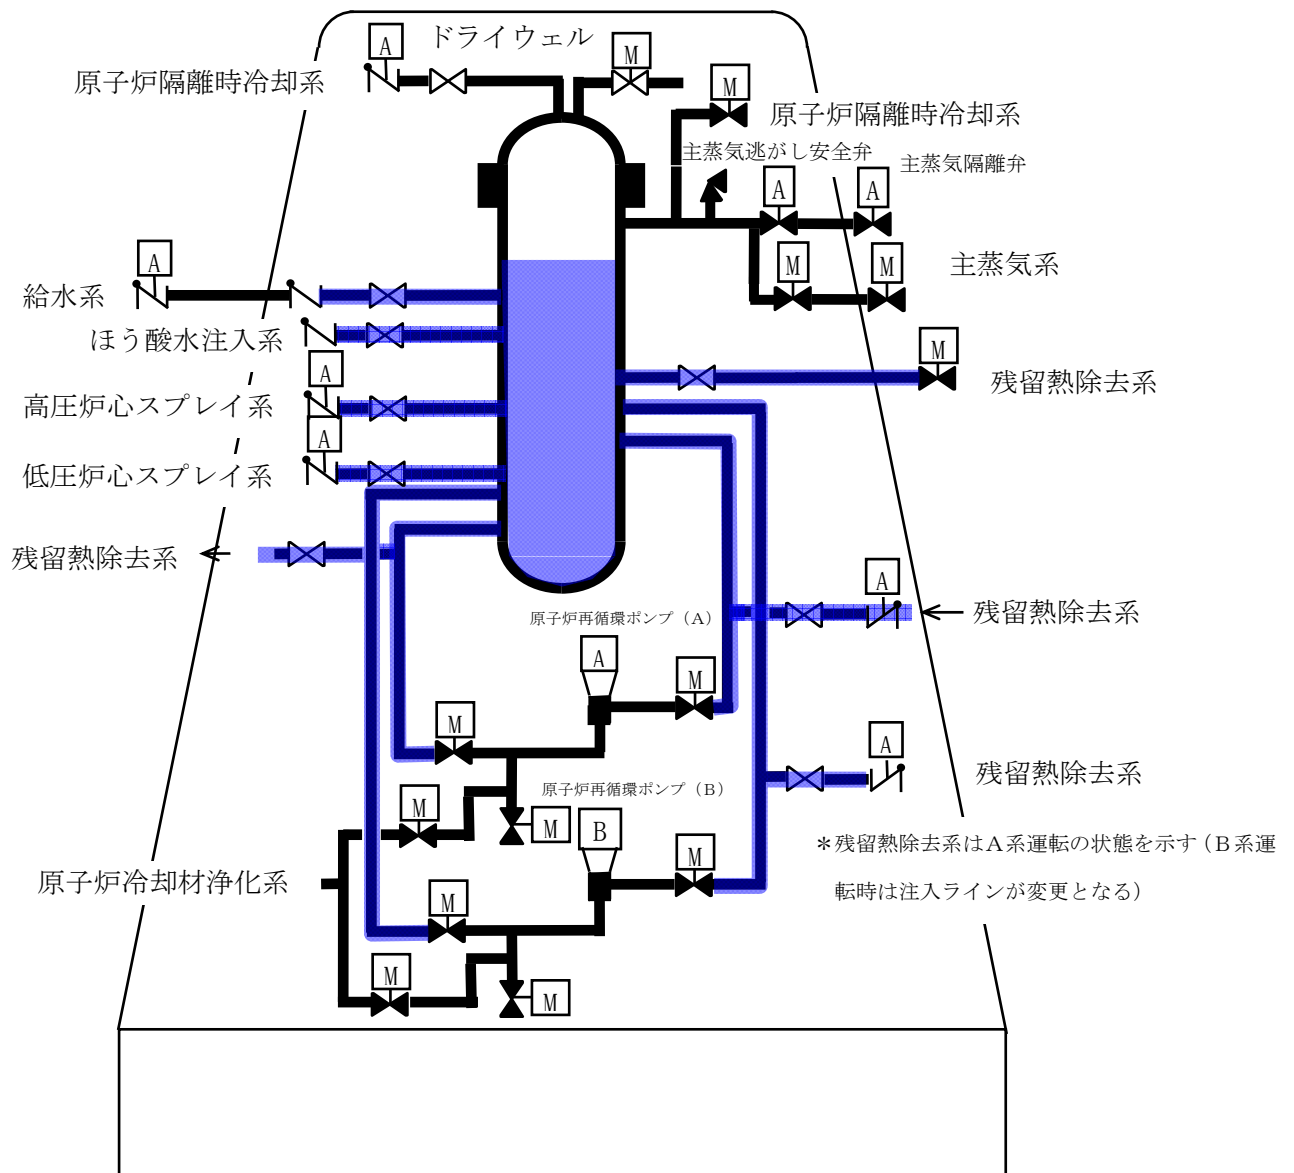 A
ドライウェル
M
原子炉隔離時冷却系
M
原子炉隔離時冷却系
主蒸気逃がし安全弁
主蒸気隔離弁
A
A
A
M
M
主蒸気系
給水系
ほう酸水注入系
M
A
残留熱除去系
高圧炉心スプレイ系
A
低圧炉心スプレイ系
残留熱除去系
A
原子炉再循環ポンプ（A）
残留熱除去系
A
M
M
A
残留熱除去系
原子炉再循環ポンプ（B）
M
M
B
M
＊残留熱除去系はA系運転の状態を示す（B系運
転時は注入ラインが変更となる）
原子炉冷却材浄化系
M
M
M